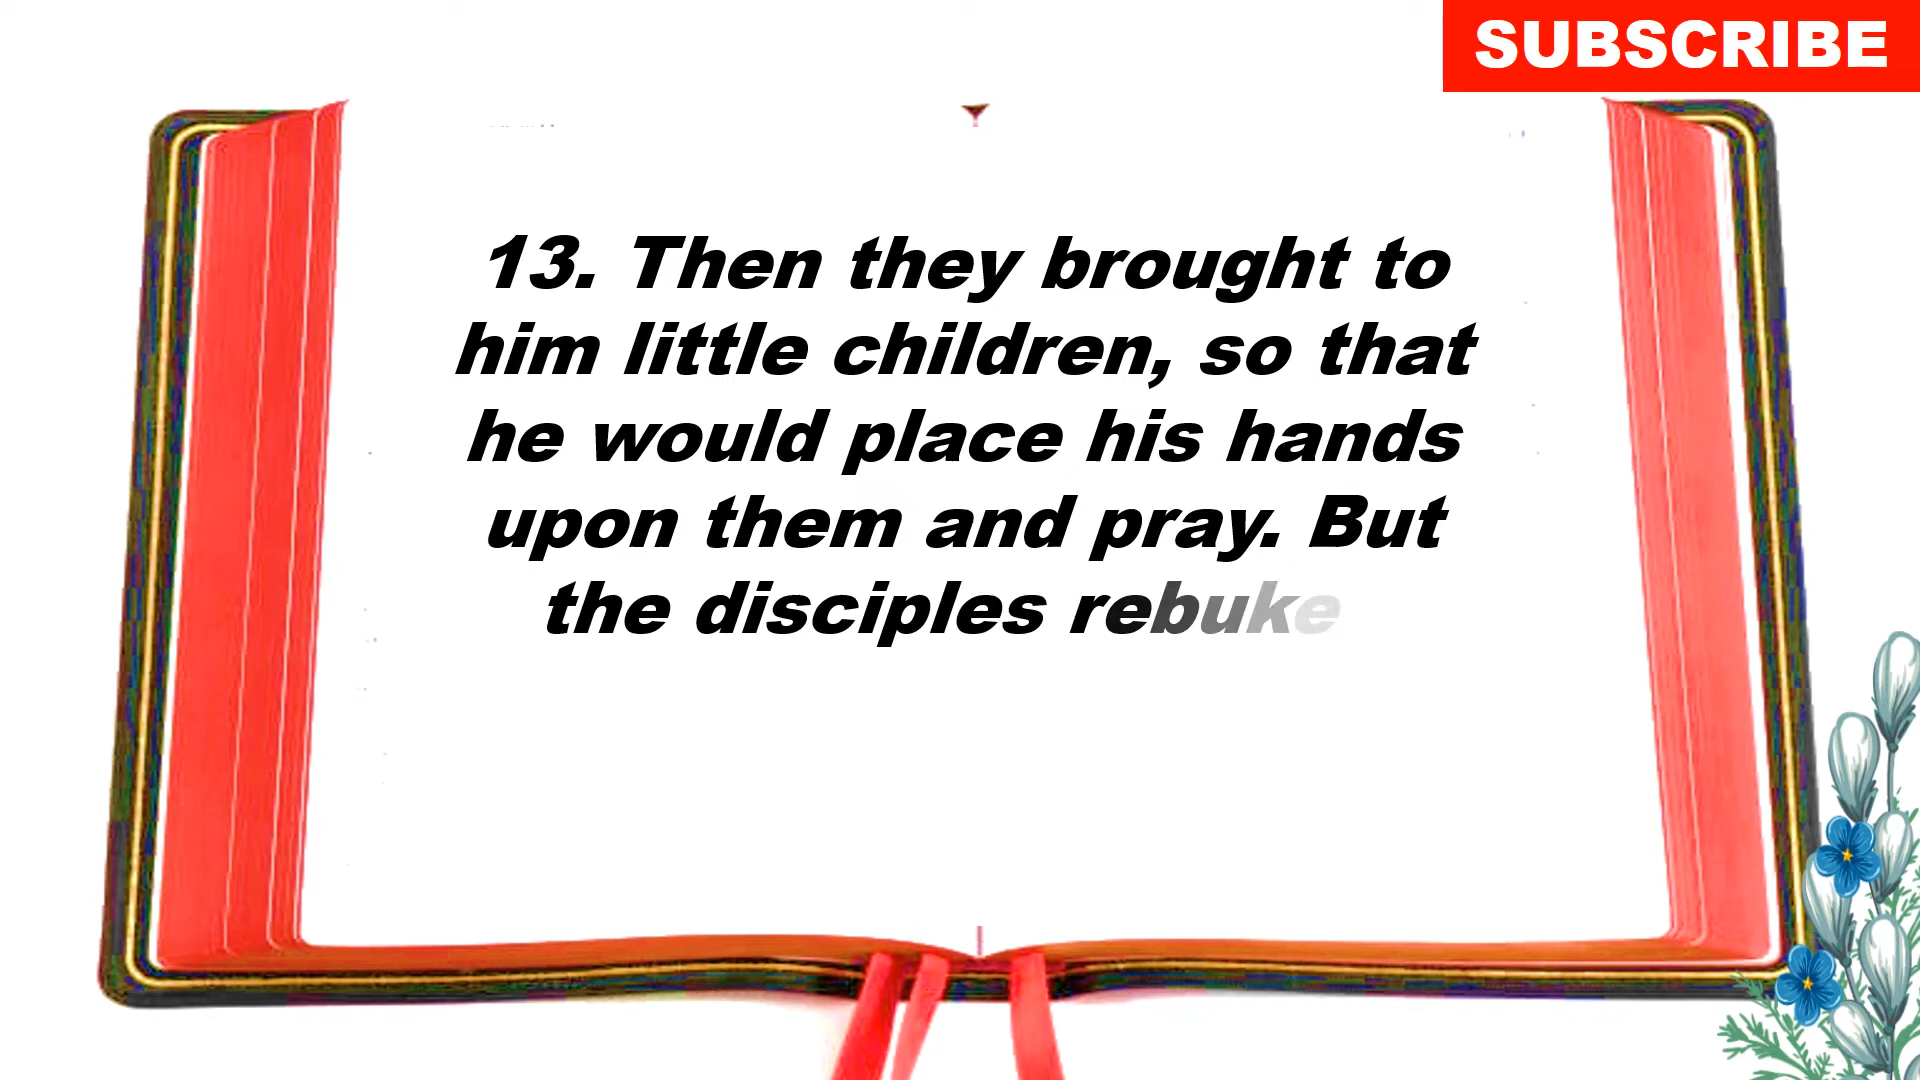 SUBSCRIBE
13. Then they brought to
him little children, so that
he would place his hands
upon them and pray. But
the disciples rebuke